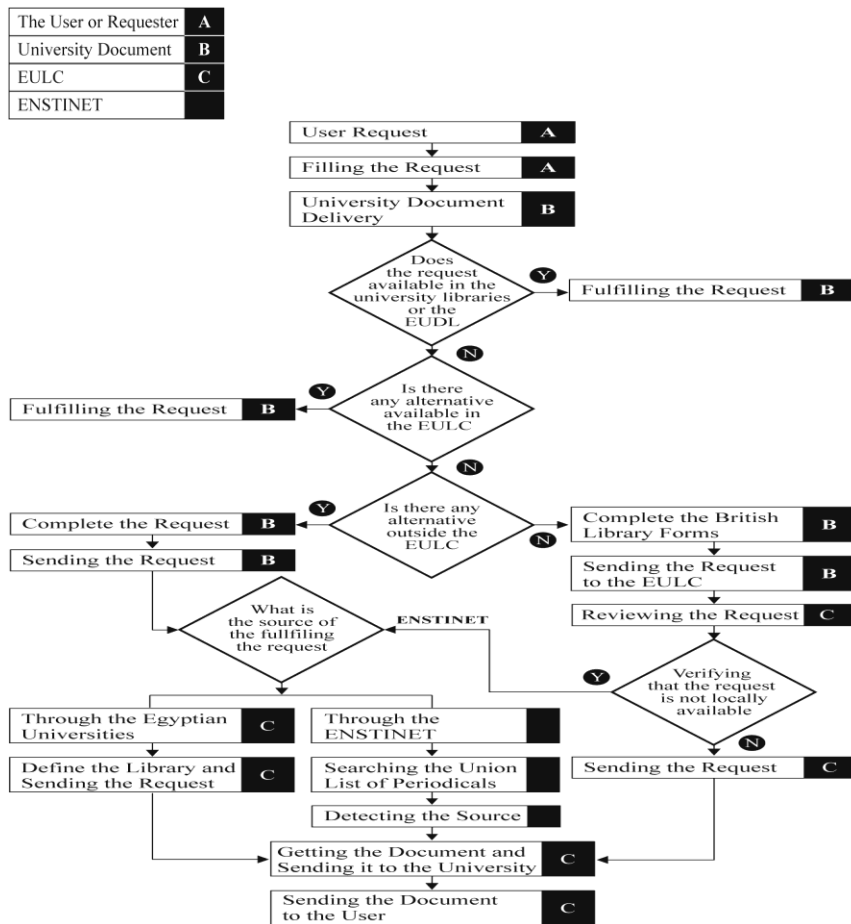 The User or Requester A
University Document B
EULC C
ENSTINET
User Request A
Filling the Request A
University Document
Delivery B
Does
the request
available in the
university libraries
or the
EUDL
Y
Fulfilling the Request B
N
Is there
any alternative
available in
the EULC
Y
Fulfilling the Request B
N
Is there any
alternative
outside the
EULC
Y
N
Complete the Request B
Sending the Request B
Complete the British
Library Forms B
Sending the Request
to the EULC B
Reviewing the Request C
What is
the source of
the fullfiling
the request
ENSTINET
Verifying
that the request
is not locally
available
Y
N
Through the Egyptian
Universities C
Define the Library and
Sending the Request C
Through the
ENSTINET
Searching the Union
List of Periodicals
Detecting the Source
Sending the Request C
Getting the Document and
Sending it to the University C
Sending the Document
to the User C